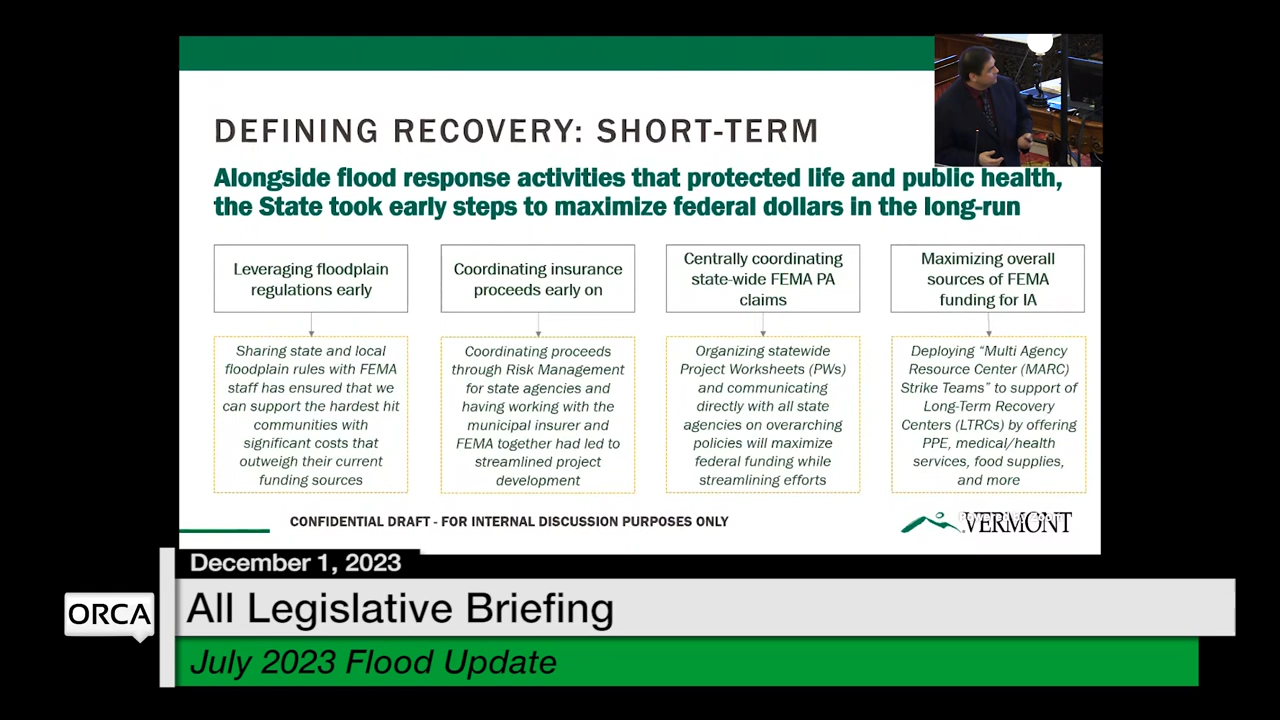 DEFINING RECOVERY: SHORT-TERM
Alongside flood response activities that protected life and public health,
the State took early steps to maximize federal dollars in the long-run
Leveraging floodplain
regulations early
Coordinating insurance
proceeds early on
Centrally coordinating
state-wide FEMA PA
claims
Maximizing overall
sources of FEMA
funding for IA
Sharing state and local
floodplain rules with FEMA
staff has ensured that we
can support the hardest hit
communities with
significant costs that
outweigh their current
funding sources
Coordinating proceeds
through Risk Management
for state agencies and
having working with the
municipal insurer and
FEMA together had led to
streamlined project
development
Organizing statewide
Project Worksheets (PWs)
and communicating
directly with all state
agencies on overarching
policies will maximize
federal funding while
streamlining efforts
Deploying “Multi Agency
Resource Center (MARC)
Strike Teams” to support of
Long-Term Recovery
Centers (LTRCs) by offering
PPE, medical/health
services, food supplies,
and more
CONFIDENTIAL DRAFT - FOR INTERNAL DISCUSSION PURPOSES ONLY
VERMONT
December 1, 2023
ORCA
All Legislative Briefing
July 2023 Flood Update